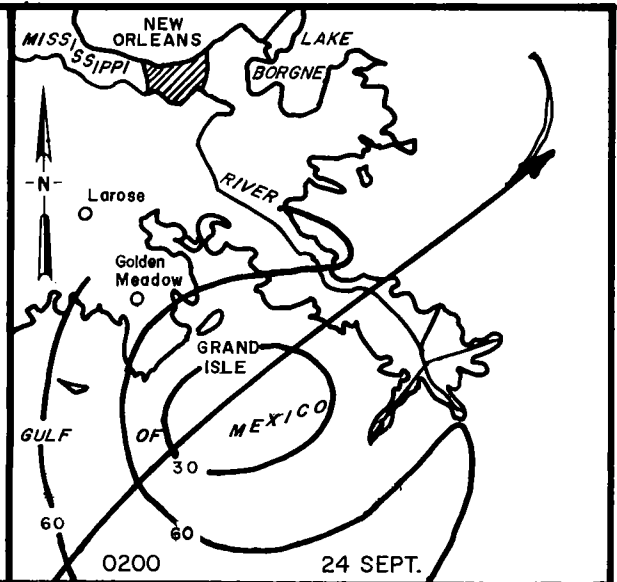 NEW
ORLEANS
LAKE
BORGNE
MISSISSIPPI
-N-
RIVER
Larose
Golden
Meadow
GRAND
ISLE
GULF OF MEXICO
30
60
60
0200 24 SEPT.